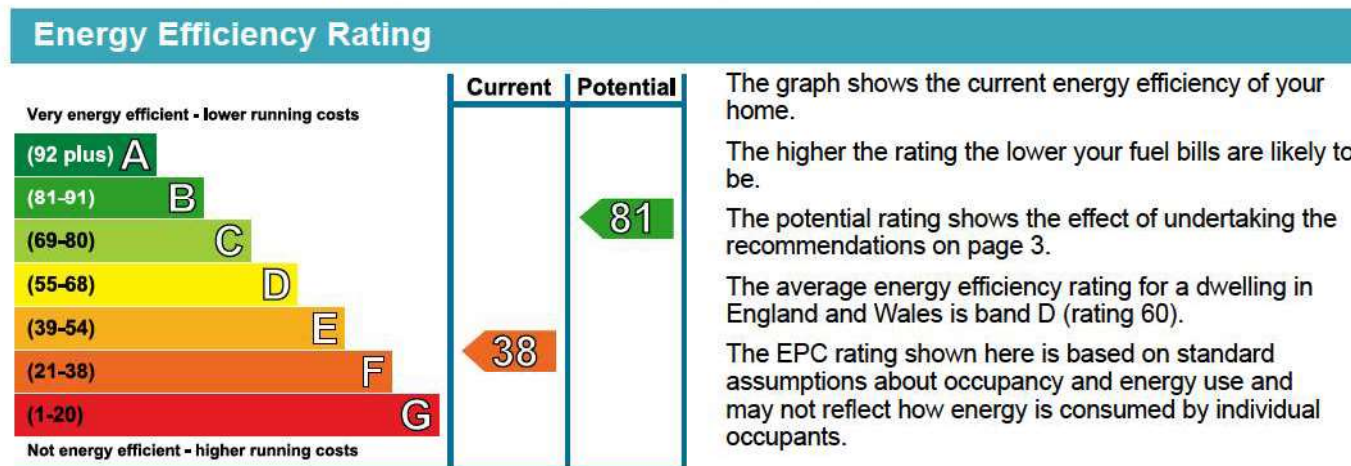 Energy Efficiency Rating
Current
Potential
Very energy efficient - lower running costs
(92 plus) A
(81-91) B
(69-80) C
(55-68) D
(39-54) E
(21-38) F
(1-20) G
Not energy efficient - higher running costs
38
81
The graph shows the current energy efficiency of your
home.
The higher the rating the lower your fuel bills are likely to
be.
The potential rating shows the effect of undertaking the
recommendations on page 3.
The average energy efficiency rating for a dwelling in
England and Wales is band D (rating 60).
The EPC rating shown here is based on standard
assumptions about occupancy and energy use and
may not reflect how energy is consumed by individual
occupants.